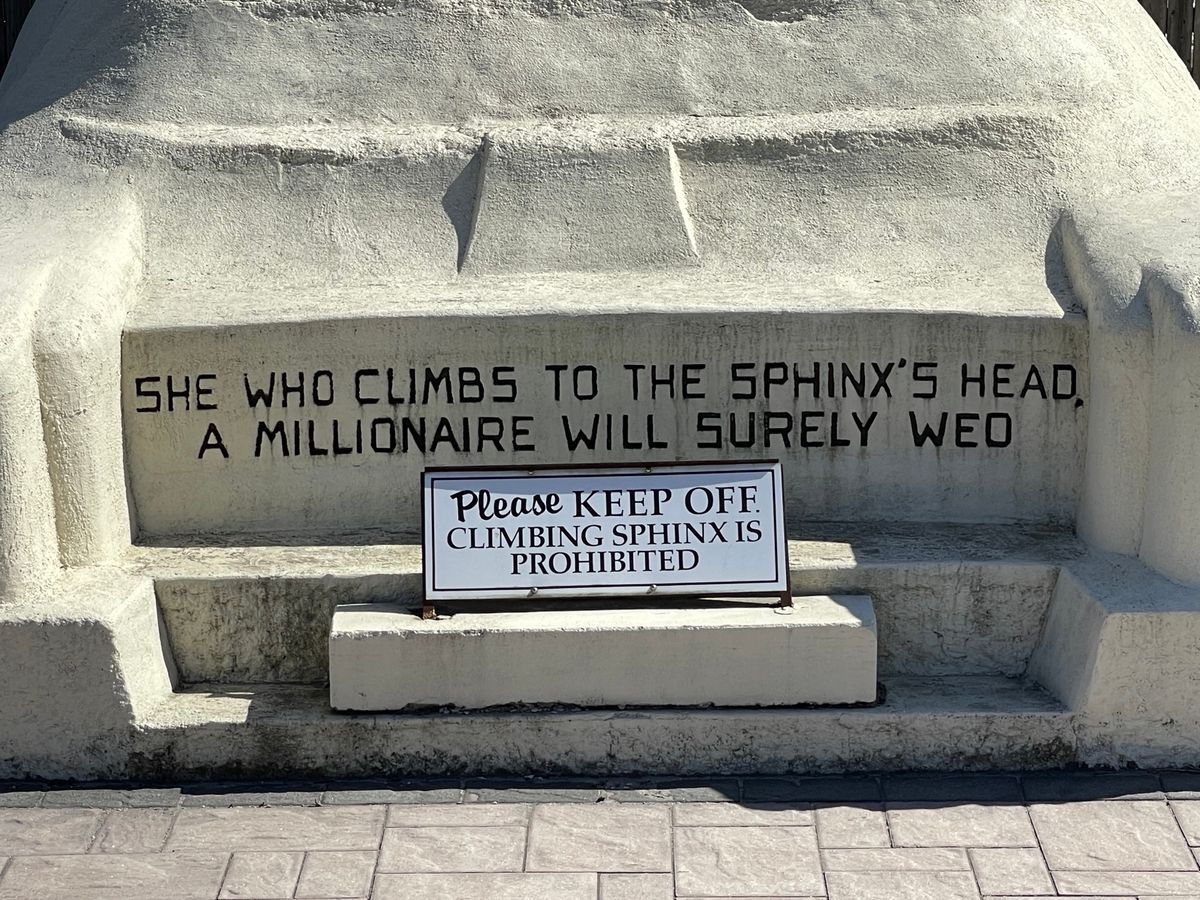 SHE WHO CLIMBS TO THE SPHINX'S HEAD,
A MILLIONAIRE WILL SURELY WED
Please KEEP OFF.
CLIMBING SPHINX IS
PROHIBITED